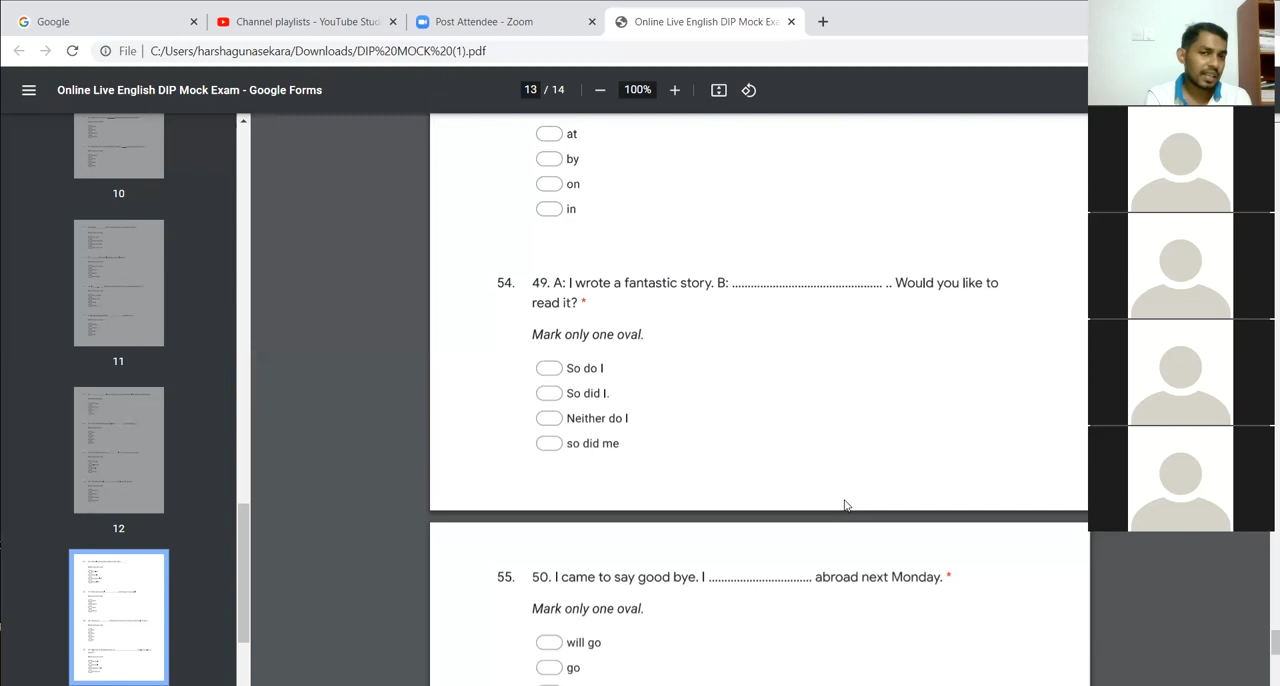 Google
Channel playlists - YouTube Stud
Post Attendee - Zoom
Online Live English DIP Mock Exa
File | C:/Users/harshagunasekara/Downloads/DIP%20MOCK%20(1).pdf
Online Live English DIP Mock Exam - Google Forms
13 / 14
100%
10
11
12
at
by
on
in
54. 49. A: I wrote a fantastic story. B: ................................................ .. Would you like to
read it? *
Mark only one oval.
So do I
So did I.
Neither do I
so did me
55. 50. I came to say good bye. I ................................ abroad next Monday. *
Mark only one oval.
will go
go